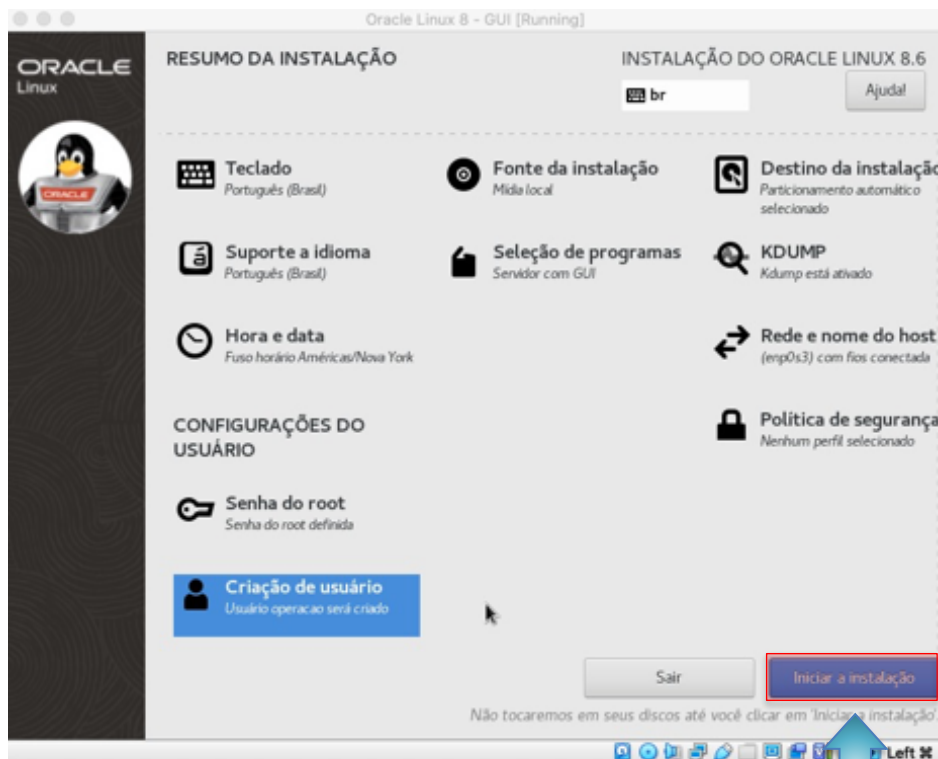 Oracle Linux 8 - GUI [Running]
ORACLE
Linux
RESUMO DA INSTALAÇÃO
INSTALAÇÃO DO ORACLE LINUX 8.6
br
Ajuda!
ORACLE
Teclado
Português (Brasil)
Fonte da instalação
Mídia local
Destino da instalação
Particionamento automático
selecionado
Suporte a idioma
Português (Brasil)
Seleção de programas
Servidor com GUI
KDUMP
Kdump está ativado
Hora e data
Fuso horário Américas/Nova York
Rede e nome do host
(enp0s3) com fios conectada
CONFIGURAÇÕES DO
USUÁRIO
Política de segurança
Nenhum perfil selecionado
Senha do root
Senha do root definida
Criação de usuário
Usuário operacao será criado
Sair
Iniciar a instalação
Não tocaremos em seus discos até você clicar em 'Iniciar a instalação'.
Left ⌘